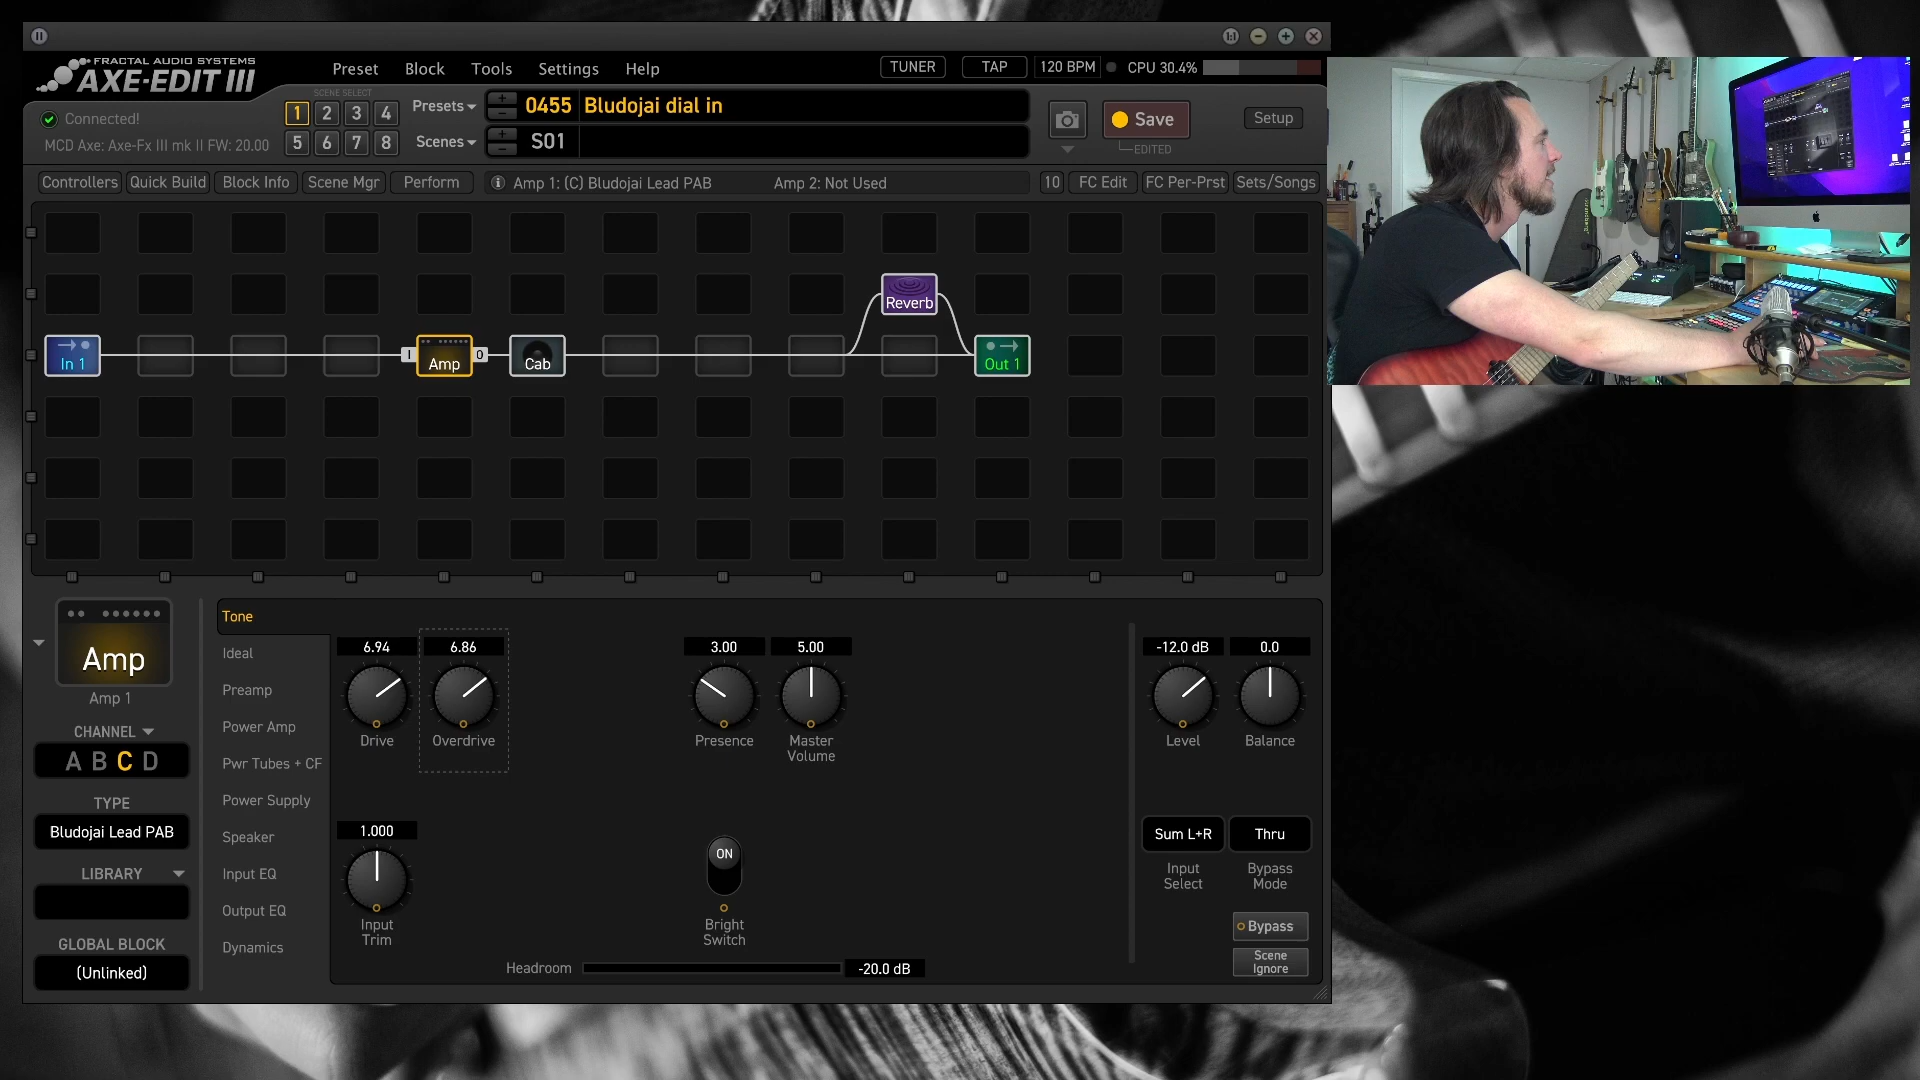 FRACTAL AUDIO SYSTEMS
AXE-EDIT III
Preset Block Tools Settings Help
TUNER TAP 120 BPM CPU 30.4%
SCENE SELECT
1 2 3 4
5 6 7 8
Presets
+
−
0455 Bludojai dial in
Scenes
+
−
S01
Save
EDITED
Setup
Connected!
MCD Axe: Axe-Fx III mk II FW: 20.00
Controllers Quick Build Block Info Scene Mgr Perform
Amp 1: (C) Bludojai Lead PAB Amp 2: Not Used
10 FC Edit FC Per-Prst Sets/Songs
Reverb
In 1
I Amp O
Cab
Out 1
Amp
Amp 1
CHANNEL
A B C D
TYPE
Bludojai Lead PAB
LIBRARY
GLOBAL BLOCK
(Unlinked)
Tone
Ideal
Preamp
Power Amp
Pwr Tubes + CF
Power Supply
Speaker
Input EQ
Output EQ
Dynamics
6.94 6.86 3.00 5.00 -12.0 dB 0.0
Drive Overdrive Presence Master Volume Level Balance
1.000
Input
Trim
ON
Bright
Switch
Sum L+R Thru
Input
Select
Bypass
Mode
Bypass
Scene
Ignore
Headroom -20.0 dB